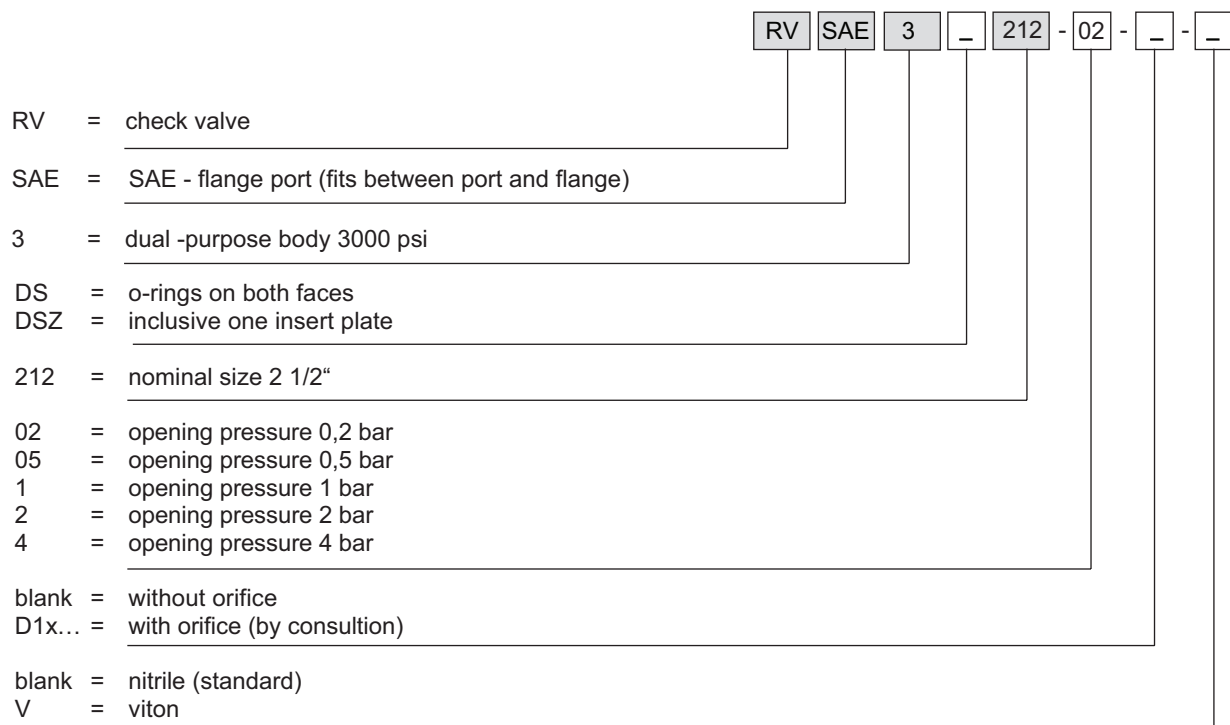 RV SAE 3 _ 212 - 02 - _ - _
RV = check valve
SAE = SAE - flange port (fits between port and flange)
3 = dual -purpose body 3000 psi
DS = o-rings on both faces
DSZ = inclusive one insert plate
212 = nominal size 2 1/2“
02 = opening pressure 0,2 bar
05 = opening pressure 0,5 bar
1 = opening pressure 1 bar
2 = opening pressure 2 bar
4 = opening pressure 4 bar
blank = without orifice
D1x… = with orifice (by consultion)
blank = nitrile (standard)
V = viton